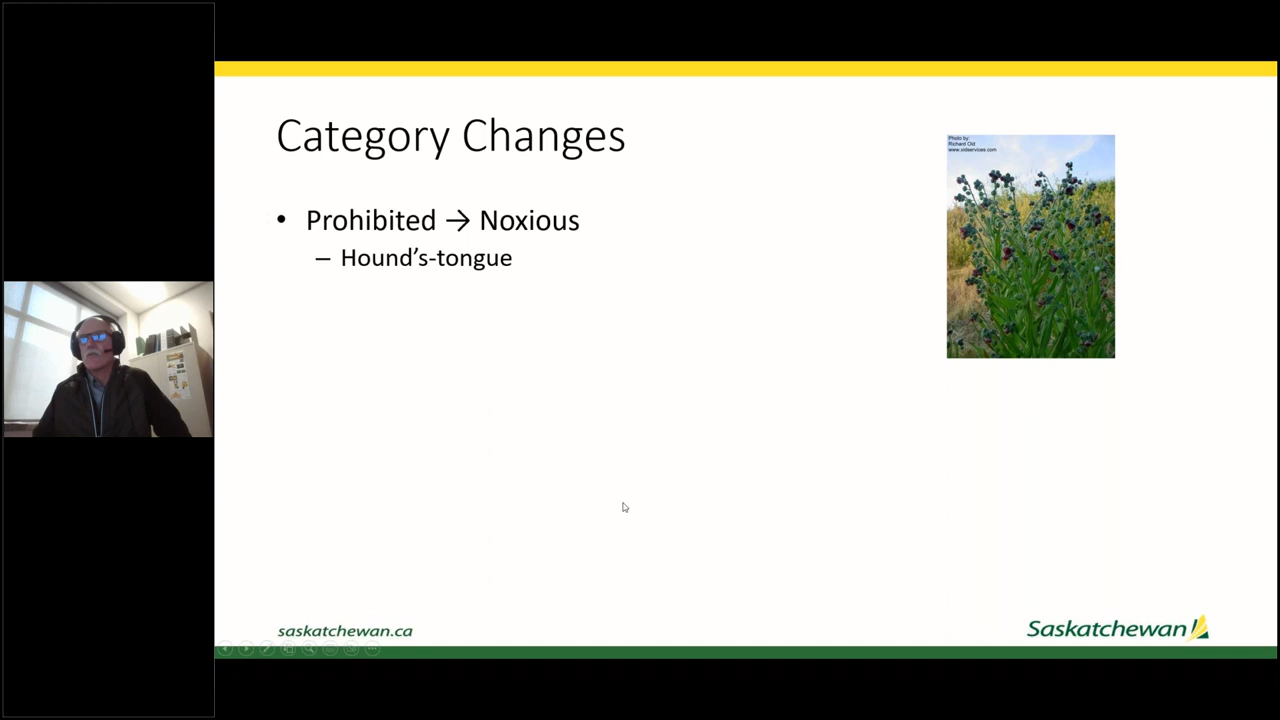 Category Changes
Photo by:
Richard Old
www.xidservices.com
• Prohibited → Noxious
– Hound’s-tongue
saskatchewan.ca
Saskatchewan